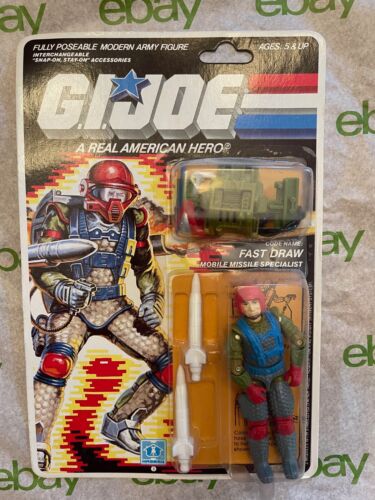 ebay
ebay
FULLY POSEABLE MODERN ARMY FIGURE
AGES: 5 & UP
INTERCHANGEABLE
"SNAP-ON, STAY-ON" ACCESSORIES
G.I. JOE
A REAL AMERICAN HERO®
CODE NAME:
FAST DRAW
MOBILE MISSILE SPECIALIST
ebay
ebay
ebay
ebay
ebay